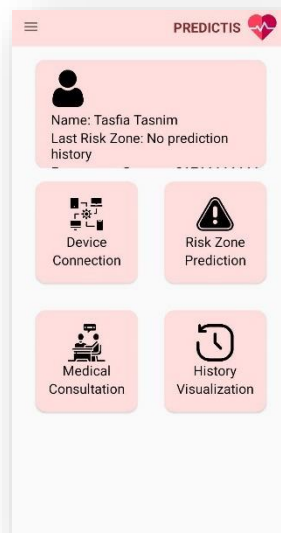 PREDICTIS
Name: Tasfia Tasnim
Last Risk Zone: No prediction
history
Device
Connection
Risk Zone
Prediction
Medical
Consultation
History
Visualization